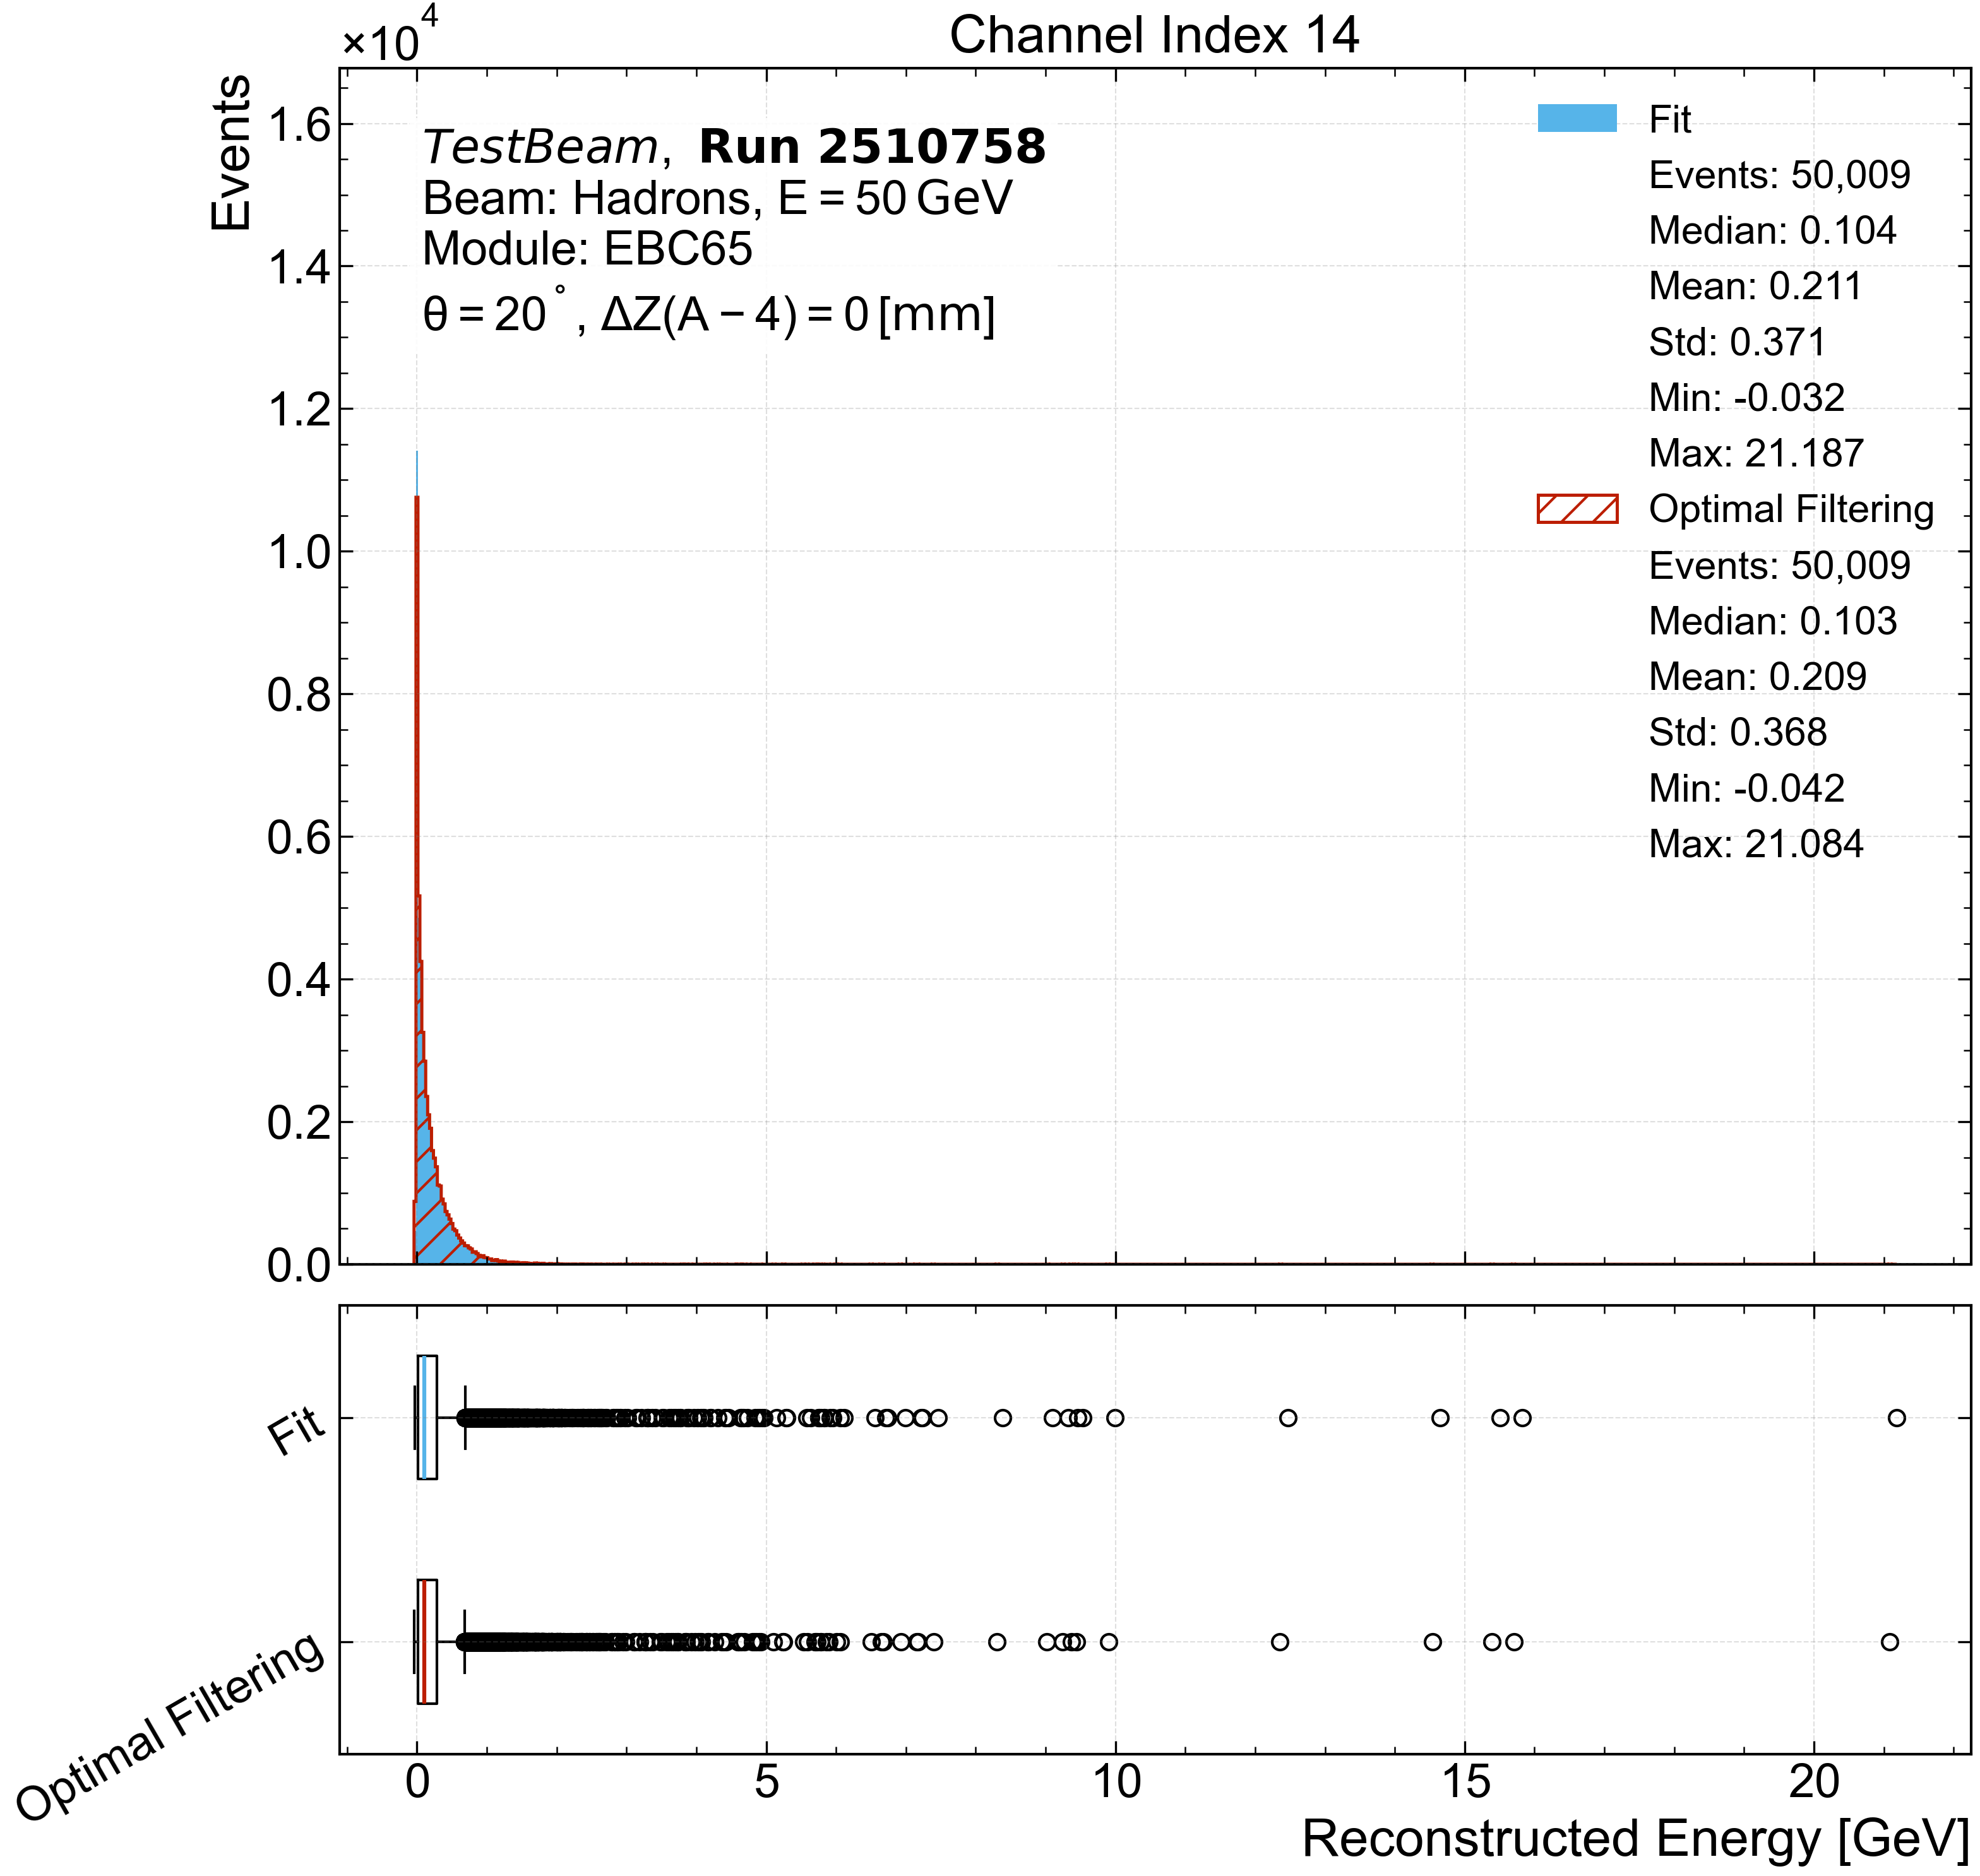 Channel Index 14
×10^4
Events
1.6
1.4
1.2
1.0
0.8
0.6
0.4
0.2
0.0
TestBeam, Run 2510758
Beam: Hadrons, E = 50 GeV
Module: EBC65
θ = 20°, ΔZ(A − 4) = 0 [mm]
Fit
Events: 50,009
Median: 0.104
Mean: 0.211
Std: 0.371
Min: -0.032
Max: 21.187
Optimal Filtering
Events: 50,009
Median: 0.103
Mean: 0.209
Std: 0.368
Min: -0.042
Max: 21.084
Fit
Optimal Filtering
0 5 10 15 20
Reconstructed Energy [GeV]